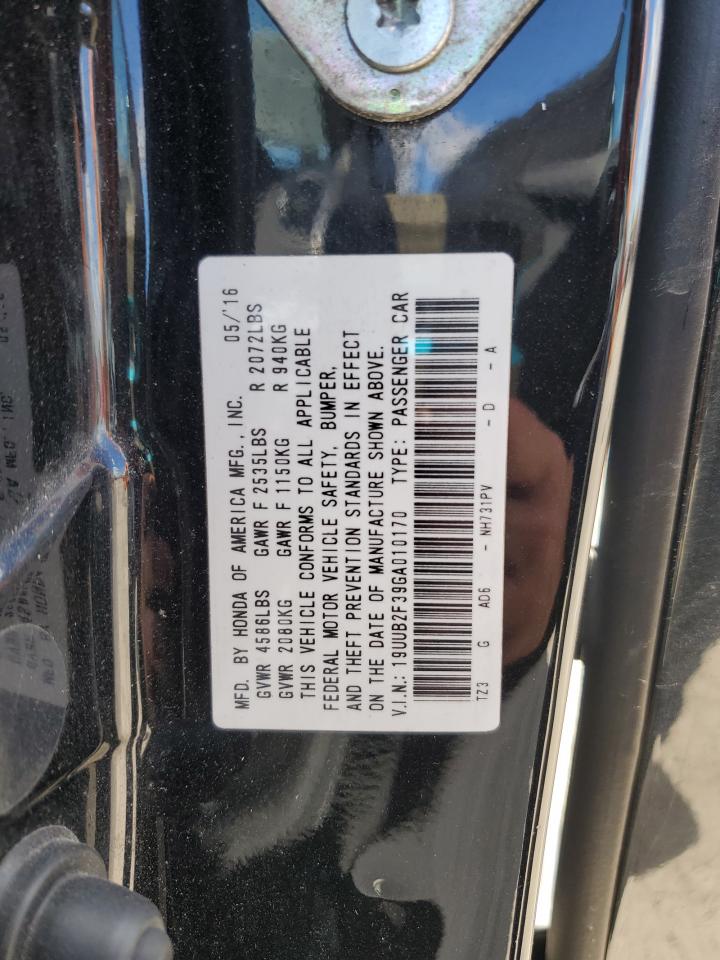 MFD. BY HONDA OF AMERICA MFG., INC. 05/'16
GVWR 4586LBS GAWR F 2535LBS R 2072LBS
GVWR 2080KG GAWR F 1150KG R 940KG
THIS VEHICLE CONFORMS TO ALL APPLICABLE
FEDERAL MOTOR VEHICLE SAFETY, BUMPER,
AND THEFT PREVENTION STANDARDS IN EFFECT
ON THE DATE OF MANUFACTURE SHOWN ABOVE.
V.I.N.: 19UUB2F39GA010170 TYPE: PASSENGER CAR
TZ3 G AD6 - NH731PV - D - A